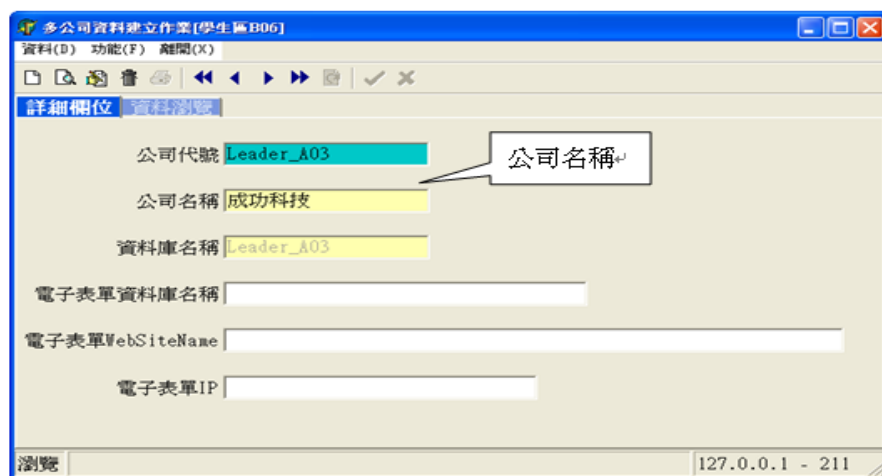 多公司資料建立作業[學生區B06]
資料(D) 功能(F) 離開(X)
詳細欄位 資料瀏覽
公司代號 Leader_A03
公司名稱
公司名稱 成功科技
資料庫名稱 Leader_A03
電子表單資料庫名稱
電子表單WebSiteName
電子表單IP
瀏覽 127.0.0.1 - 211